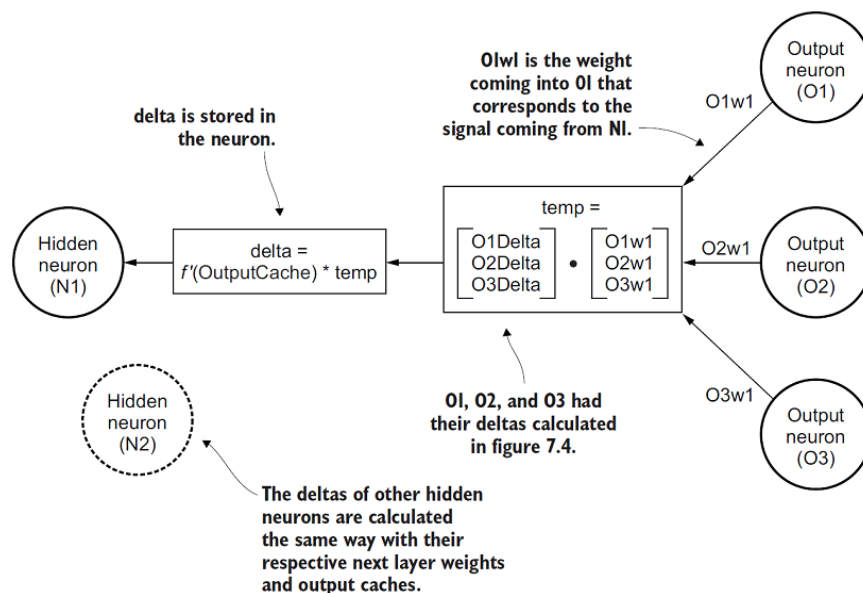 Output
neuron
(O1)
OIwI is the weight
coming into OI that
corresponds to the
signal coming from NI.
O1w1
delta is stored in
the neuron.
temp =
O1Delta
O2Delta
O3Delta
•
O1w1
O2w1
O3w1
Hidden
neuron
(N1)
delta =
f'(OutputCache) * temp
O2w1
Output
neuron
(O2)
O3w1
Output
neuron
(O3)
Hidden
neuron
(N2)
OI, O2, and O3 had
their deltas calculated
in figure 7.4.
The deltas of other hidden
neurons are calculated
the same way with their
respective next layer weights
and output caches.